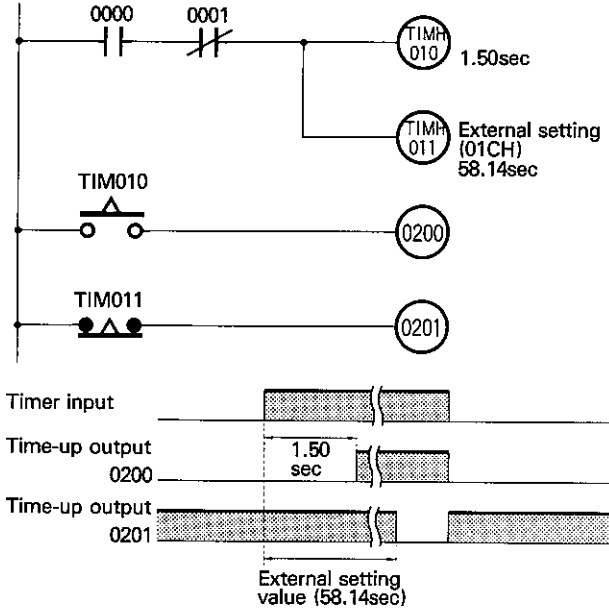 0000 0001
TIMH
010
1.50sec
TIMH
011
External setting
(01CH)
58.14sec
TIM010
0200
TIM011
0201
Timer input
Time-up output
0200
1.50
sec
Time-up output
0201
External setting
value (58.14sec)